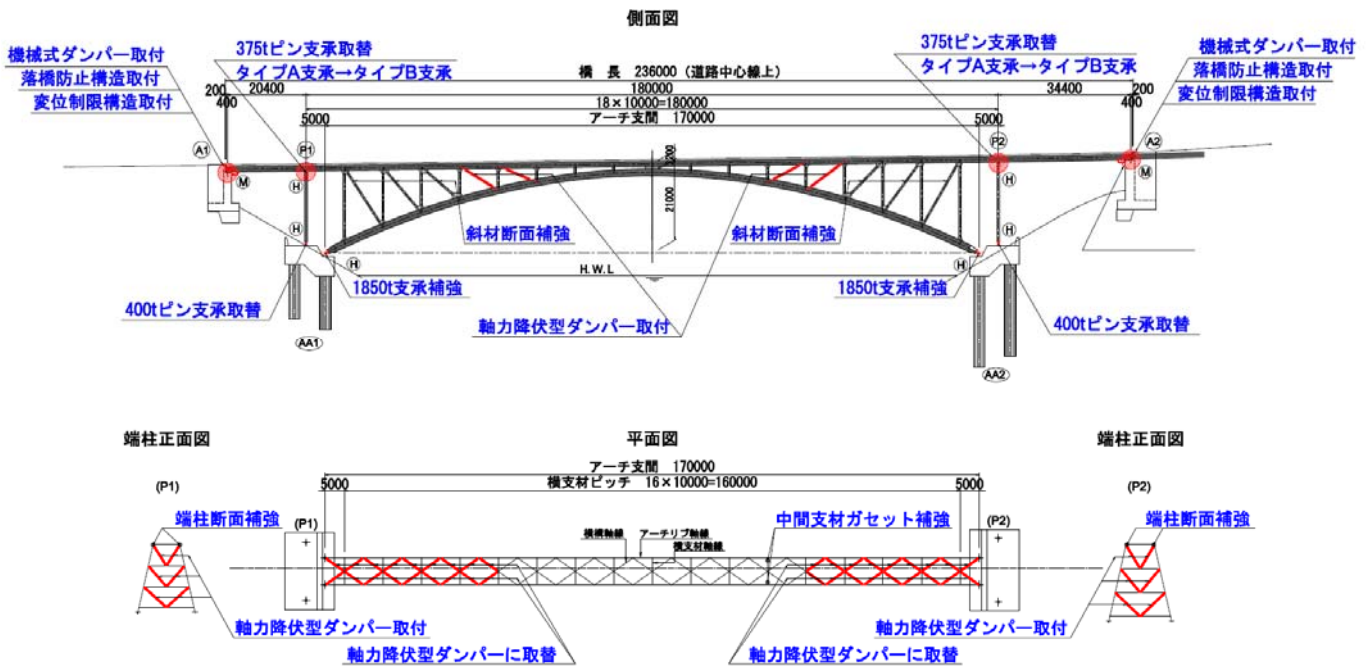 側面図
機械式ダンパー取付
落橋防止構造取付
変位制限構造取付
375tピン支承取替
タイプA支承→タイプB支承
375tピン支承取替
タイプA支承→タイプB支承
機械式ダンパー取付
落橋防止構造取付
変位制限構造取付
橋 長 236000 (道路中心線上)
200
20400
180000
34400
200
400
18×10000=180000
400
5000
アーチ支間 170000
5000
A1
P1
P2
A2
M
H
3200
H
M
21000
斜材断面補強
斜材断面補強
H
H
H
H.W.L
H
1850t支承補強
1850t支承補強
400tピン支承取替
軸力降伏型ダンパー取付
400tピン支承取替
AA1
AA2
端柱正面図
平面図
端柱正面図
アーチ支間 170000
(P1)
5000
横支材ピッチ 16×10000=160000
5000
(P2)
端柱断面補強
(P1)
横構軸線
アーチリブ軸線
横支材軸線
中間支材ガセット補強
(P2)
端柱断面補強
軸力降伏型ダンパー取付
軸力降伏型ダンパー取付
軸力降伏型ダンパーに取替
軸力降伏型ダンパーに取替